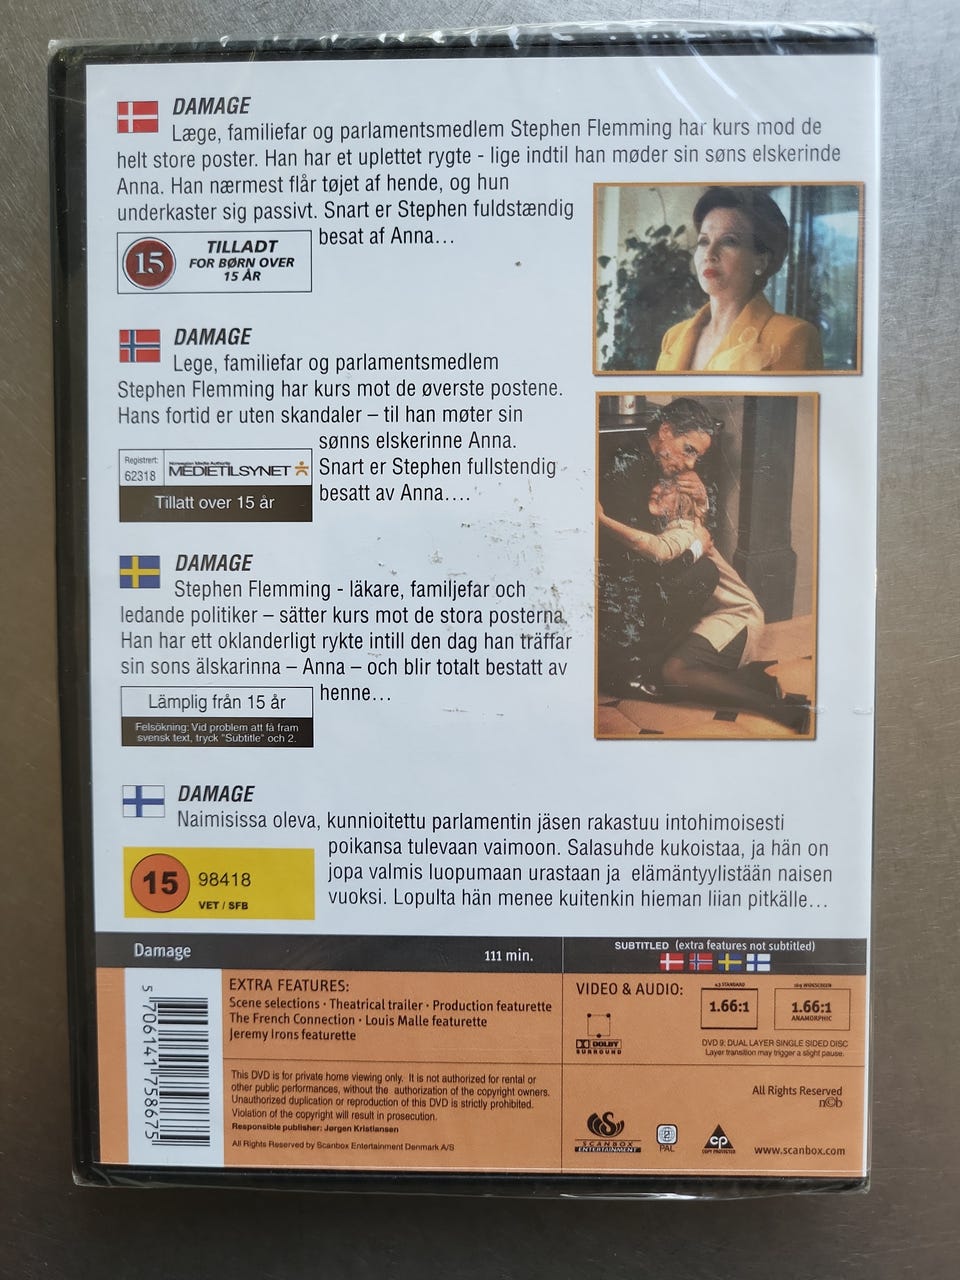 DAMAGE
Læge, familiefar og parlamentsmedlem Stephen Flemming har kurs mod de
helt store poster. Han har et uplettet rygte - lige indtil han møder sin søns elskerinde
Anna. Han nærmest flår tøjet af hende, og hun
underkaster sig passivt. Snart er Stephen fuldstændig
besat af Anna...
15
TILLADT
FOR BØRN OVER
15 ÅR
DAMAGE
Lege, familiefar og parlamentsmedlem
Stephen Flemming har kurs mot de øverste postene.
Hans fortid er uten skandaler – til han møter sin
sønns elskerinne Anna.
Snart er Stephen fullstendig
besatt av Anna....
Registrert:
62318
Norwegian Media Authority
MEDIETILSYNET
Tillatt over 15 år
DAMAGE
Stephen Flemming - läkare, familjefar och
ledande politiker – sätter kurs mot de stora posterna
Han har ett oklanderligt rykte intill den dag han träffar
sin sons älskarinna – Anna – och blir totalt bestatt av
henne...
Lämplig från 15 år
Felsökning: Vid problem att få fram
svensk text, tryck "Subtitle" och 2.
DAMAGE
Naimisissa oleva, kunnioitettu parlamentin jäsen rakastuu intohimoisesti
poikansa tulevaan vaimoon. Salasuhde kukoistaa, ja hän on
jopa valmis luopumaan urastaan ja elämäntyylistään naisen
vuoksi. Lopulta hän menee kuitenkin hieman liian pitkälle...
15
98418
VET / SFB
Damage
111 min.
SUBTITLED (extra features not subtitled)
5 706141 758675
EXTRA FEATURES:
Scene selections · Theatrical trailer · Production featurette
The French Connection · Louis Malle featurette
Jeremy Irons featurette
This DVD is for private home viewing only. It is not authorized for rental or
other public performances, without the authorization of the copyright owners.
Unauthorized duplication or reproduction of this DVD is strictly prohibited.
Violation of the copyright will result in prosecution.
Responsible publisher: Jørgen Kristiansen
All Rights Reserved by Scanbox Entertainment Denmark A/S
VIDEO & AUDIO:
DOLBY
SURROUND
4:3 STANDARD
1.66:1
16:9 WIDESCREEN
1.66:1
ANAMORPHIC
DVD 9: DUAL LAYER SINGLE SIDED DISC
Layer transition may trigger a slight pause.
All Rights Reserved
n©b
SCANBOX
ENTERTAINMENT
2
PAL
CP
COPY PROTECTED
www.scanbox.com